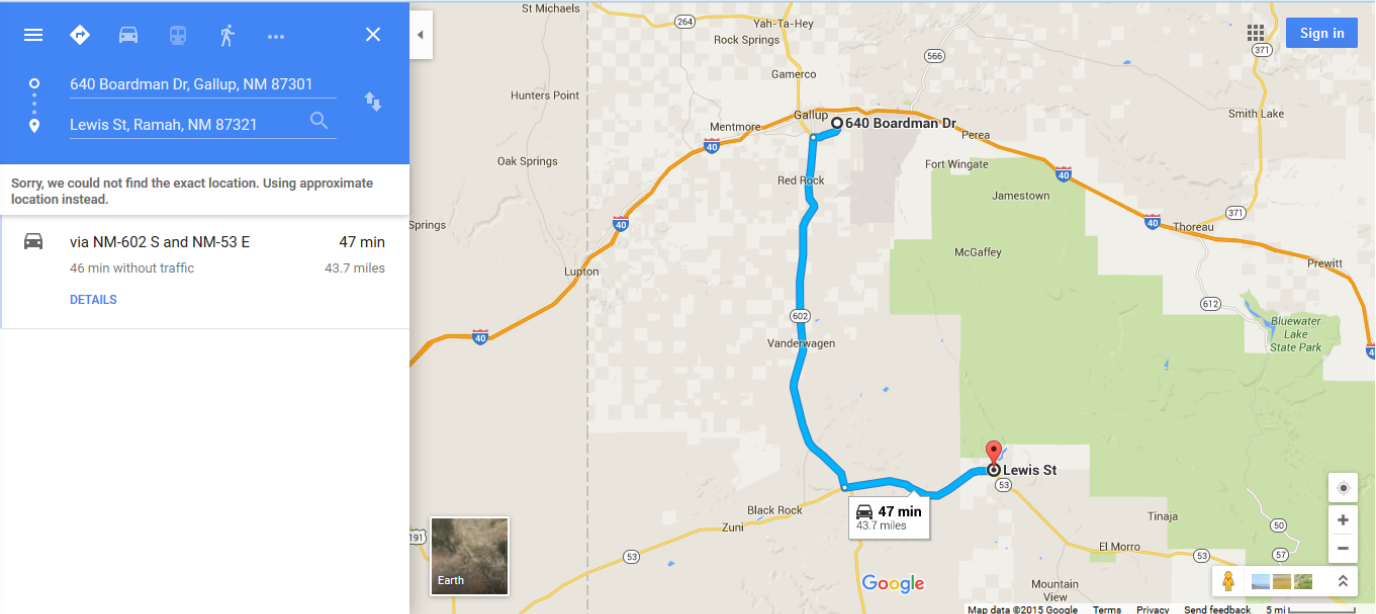 640 Boardman Dr, Gallup, NM 87301
Lewis St, Ramah, NM 87321
Sorry, we could not find the exact location. Using approximate
location instead.
via NM-602 S and NM-53 E
47 min
46 min without traffic
43.7 miles
DETAILS
Sign in
St Michaels
264
Yah-Ta-Hey
Rock Springs
371
566
Gamerco
Hunters Point
Smith Lake
Gallup
640 Boardman Dr
Mentmore
Perea
40
Oak Springs
Fort Wingate
40
Red Rock
Jamestown
371
Springs
40
40
Thoreau
McGaffey
Lupton
Prewitt
612
602
Bluewater
Lake
State Park
40
Vanderwagen
40
Lewis St
53
47 min
43.7 miles
Black Rock
Zuni
Tinaja
50
191
53
El Morro
53
57
Earth
Google
Mountain
View
Map data ©2015 Google
Terms
Privacy
Send feedback
5 mi